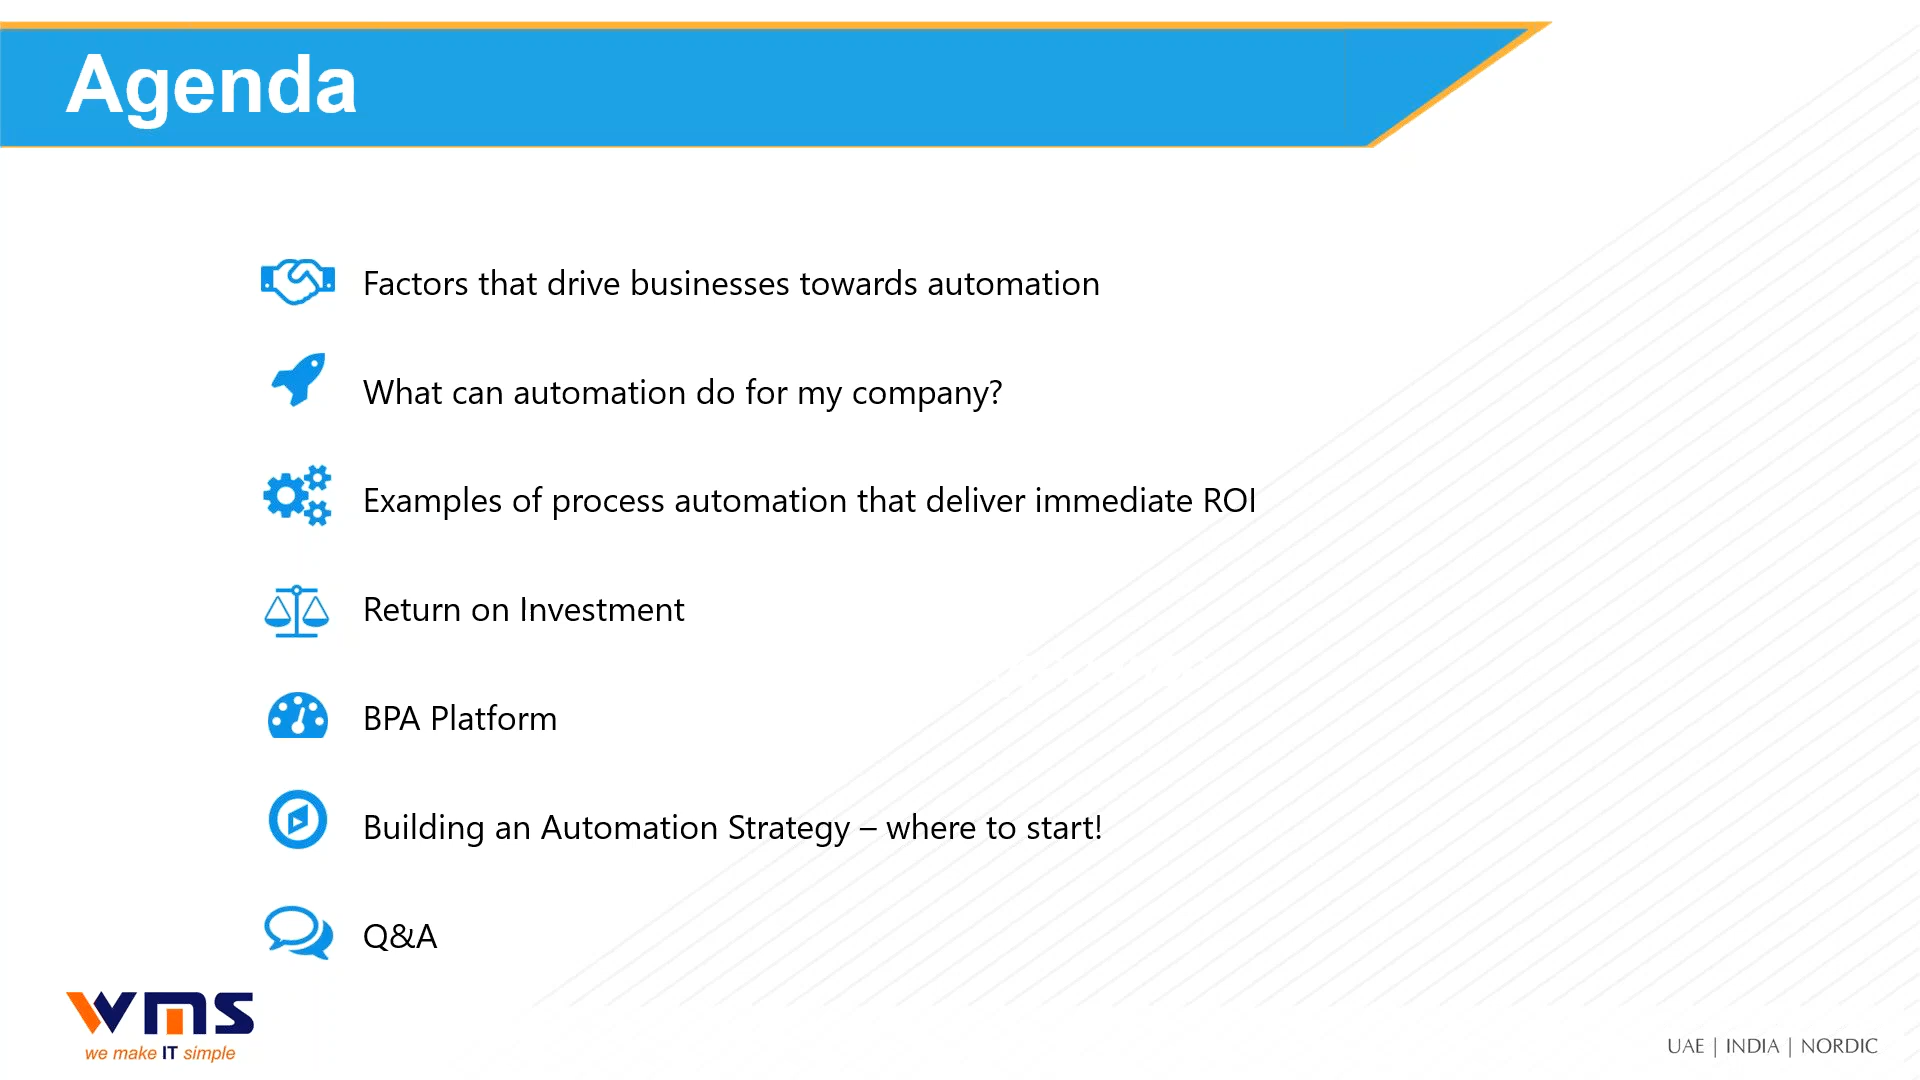 Agenda
Factors that drive businesses towards automation
What can automation do for my company?
Examples of process automation that deliver immediate ROI
Return on Investment
BPA Platform
Building an Automation Strategy – where to start!
Q&A
wms
we make IT simple
UAE | INDIA | NORDIC